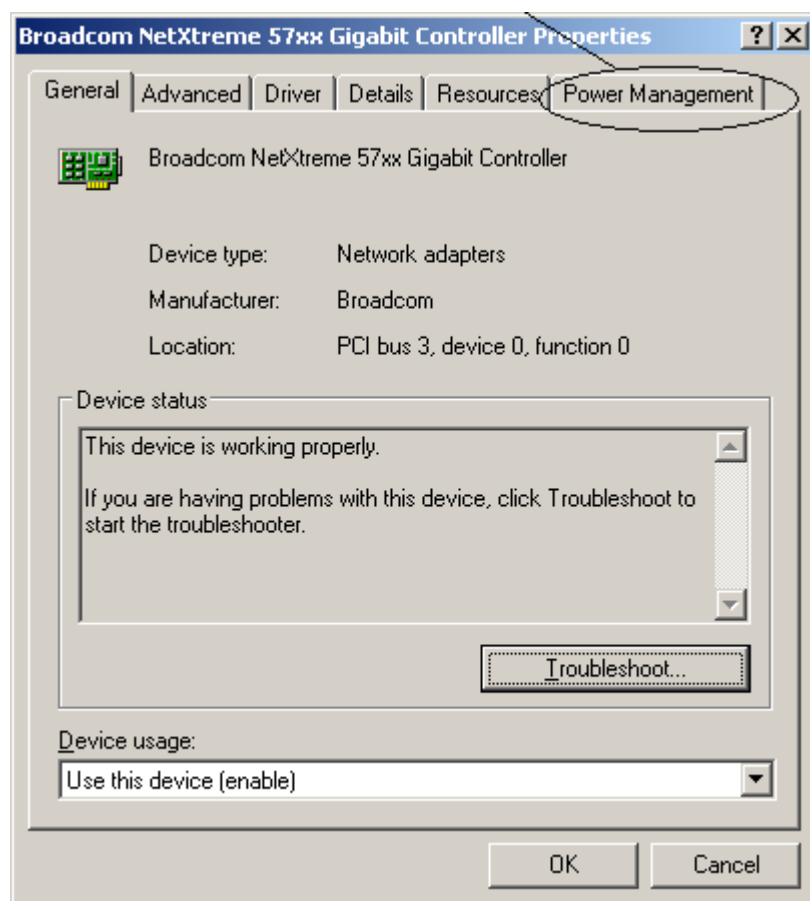 Broadcom NetXtreme 57xx Gigabit Controller Properties
General Advanced Driver Details Resources Power Management
Broadcom NetXtreme 57xx Gigabit Controller
Device type: Network adapters
Manufacturer: Broadcom
Location: PCI bus 3, device 0, function 0
Device status
This device is working properly.
If you are having problems with this device, click Troubleshoot to
start the troubleshooter.
Troubleshoot...
Device usage:
Use this device (enable)
OK Cancel